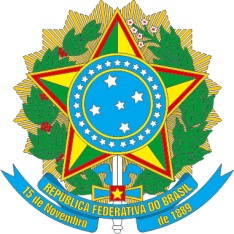 REPÚBLICA FEDERATIVA DO BRASIL
15 de Novembro
de 1889